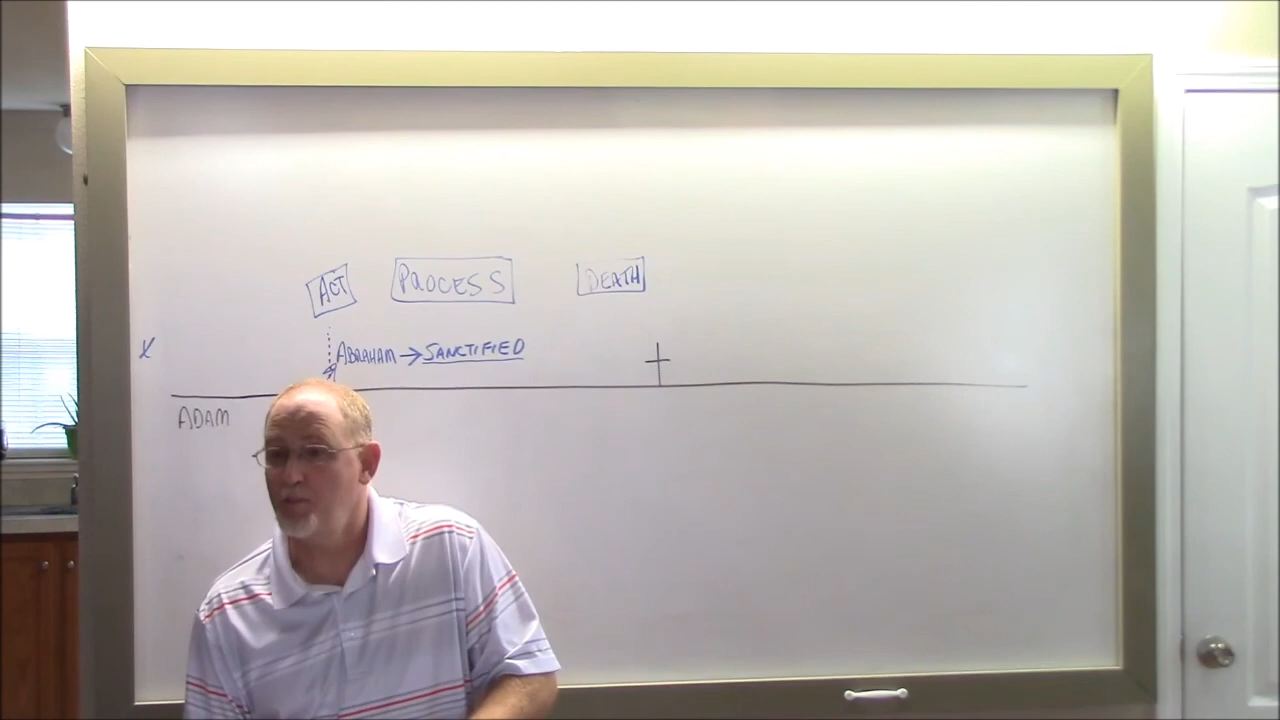 ACT PROCESS DEATH
X ABRAHAM → SANCTIFIED
ADAM